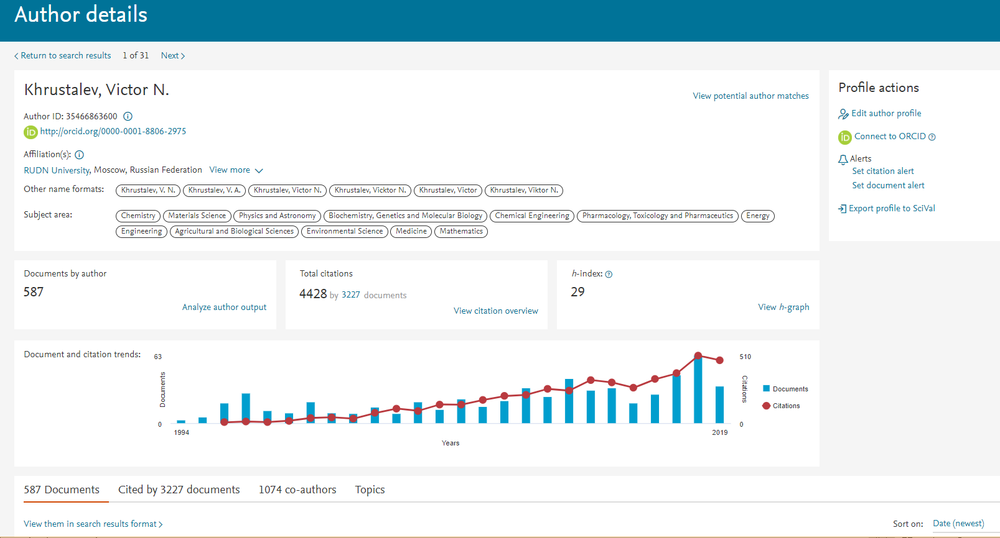 Author details
Return to search results 1 of 31 Next
Khrustalev, Victor N.
View potential author matches
Author ID: 35466863600
iD http://orcid.org/0000-0001-8806-2975
Affiliation(s):
RUDN University, Moscow, Russian Federation View more
Other name formats: Khrustalev, V. N. Khrustalev, V. A. Khrustalev, Victor N. Khrustalev, Vicktor N. Khrustalev, Victor Khrustalev, Viktor N.
Subject area: Chemistry Materials Science Physics and Astronomy Biochemistry, Genetics and Molecular Biology Chemical Engineering Pharmacology, Toxicology and Pharmaceutics Energy
Engineering Agricultural and Biological Sciences Environmental Science Medicine Mathematics
Profile actions
Edit author profile
iD Connect to ORCID
Alerts
Set citation alert
Set document alert
Export profile to SciVal
Documents by author
587
Analyze author output
Total citations
4428 by 3227 documents
View citation overview
h-index:
29
View h-graph
Document and citation trends:
63
Documents
0
1994
2019
Years
510
Citations
0
Documents
Citations
587 Documents Cited by 3227 documents 1074 co-authors Topics
View them in search results format
Sort on: Date (newest)